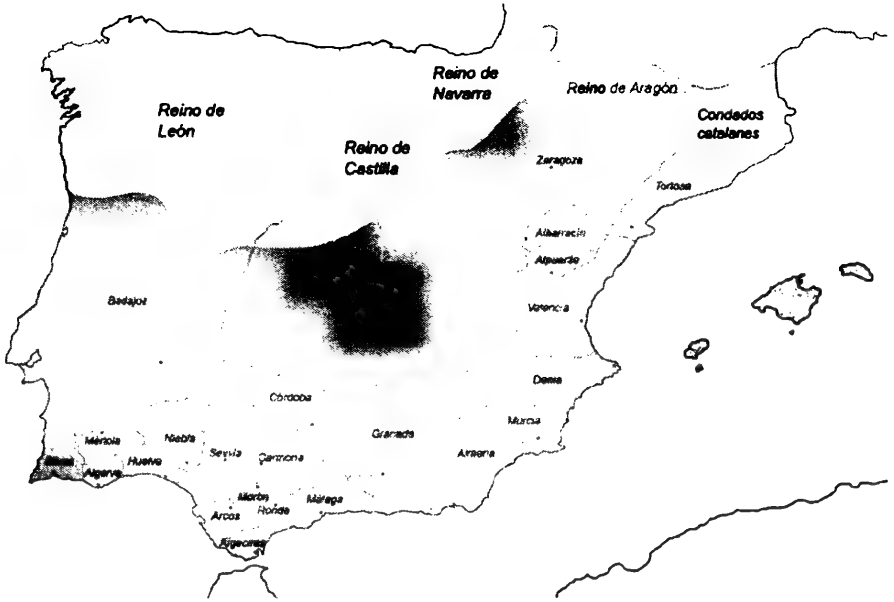 Reino de
Navarra
Reino de Aragón
Reino de
León
Condados
catalanes
Reino de
Castilla
Zaragoza
Tortosa
Albarracín
Alpuente
Badajoz
Valencia
Denia
Córdoba
Murcia
Granada
Mértola
Niebla
Sevilla
Carmona
Almería
Huelva
Algarve
Morón
Málaga
Arcos
Ronda
Algeciras